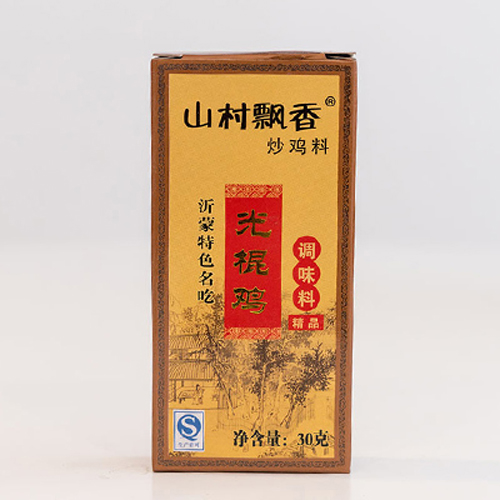 山村飘香®
炒鸡料
沂蒙特色名吃
光棍鸡
调味料
精品
净含量：30克